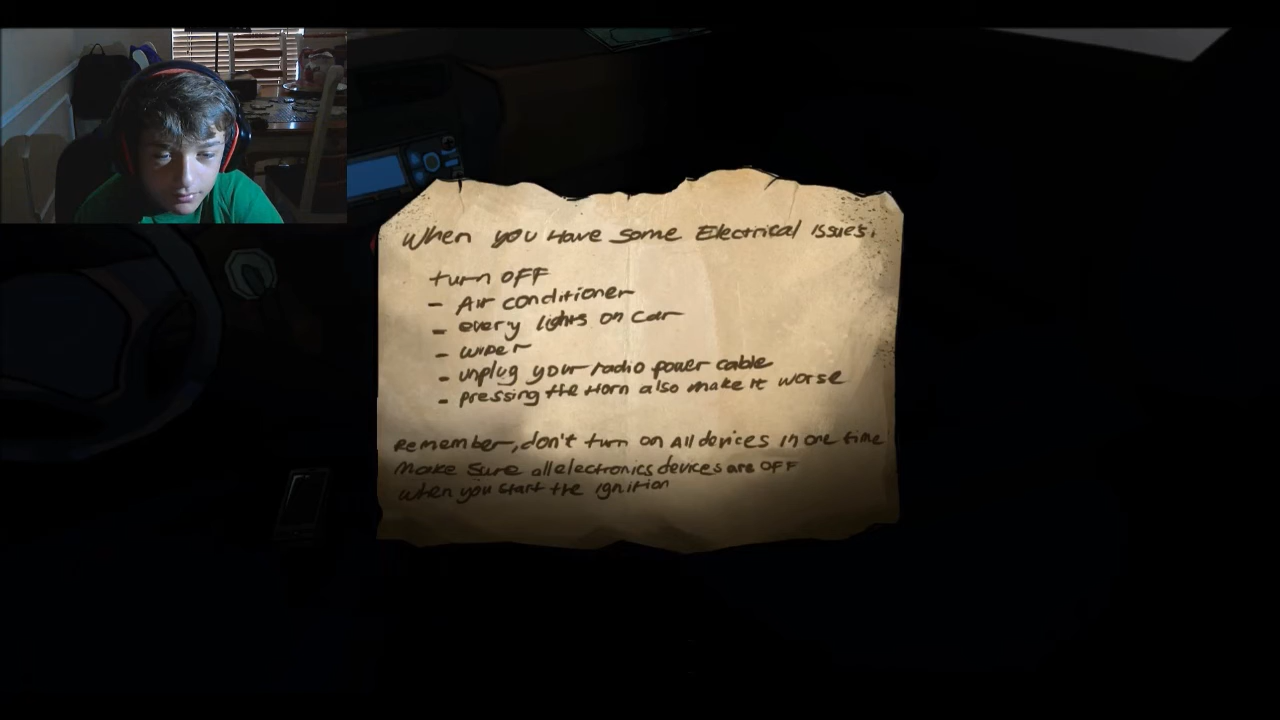 When you Have some Electrical Issues,
turn OFF
- Air conditioner
- every lights on car
- wiper
- unplug your radio power cable
- pressing the Horn also make it worse
Remember, don't turn on All devices in one time
Make Sure all electronics devices are OFF
when you start the ignition